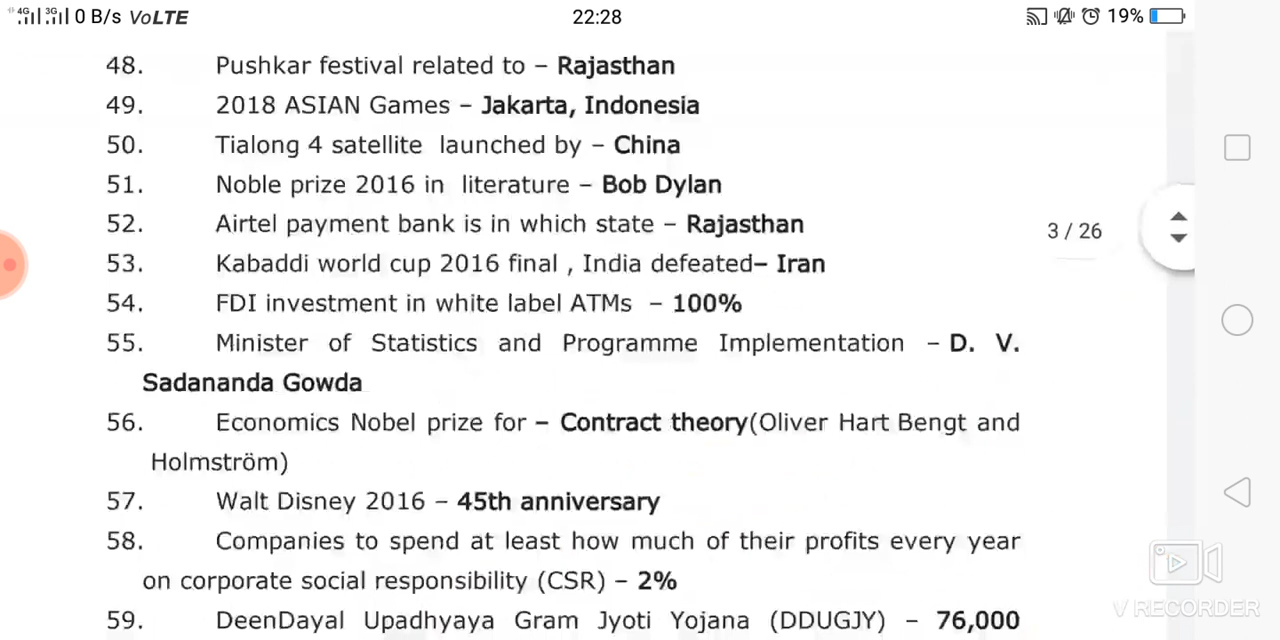 4G 3G 0 B/s VoLTE 22:28 19%
48. Pushkar festival related to – Rajasthan
49. 2018 ASIAN Games – Jakarta, Indonesia
50. Tialong 4 satellite launched by – China
51. Noble prize 2016 in literature – Bob Dylan
52. Airtel payment bank is in which state – Rajasthan
3 / 26
53. Kabaddi world cup 2016 final , India defeated– Iran
54. FDI investment in white label ATMs – 100%
55. Minister of Statistics and Programme Implementation – D. V.
Sadananda Gowda
56. Economics Nobel prize for – Contract theory(Oliver Hart Bengt and
Holmström)
57. Walt Disney 2016 – 45th anniversary
58. Companies to spend at least how much of their profits every year
on corporate social responsibility (CSR) – 2%
59. DeenDayal Upadhyaya Gram Jyoti Yojana (DDUGJY) – 76,000
V RECORDER